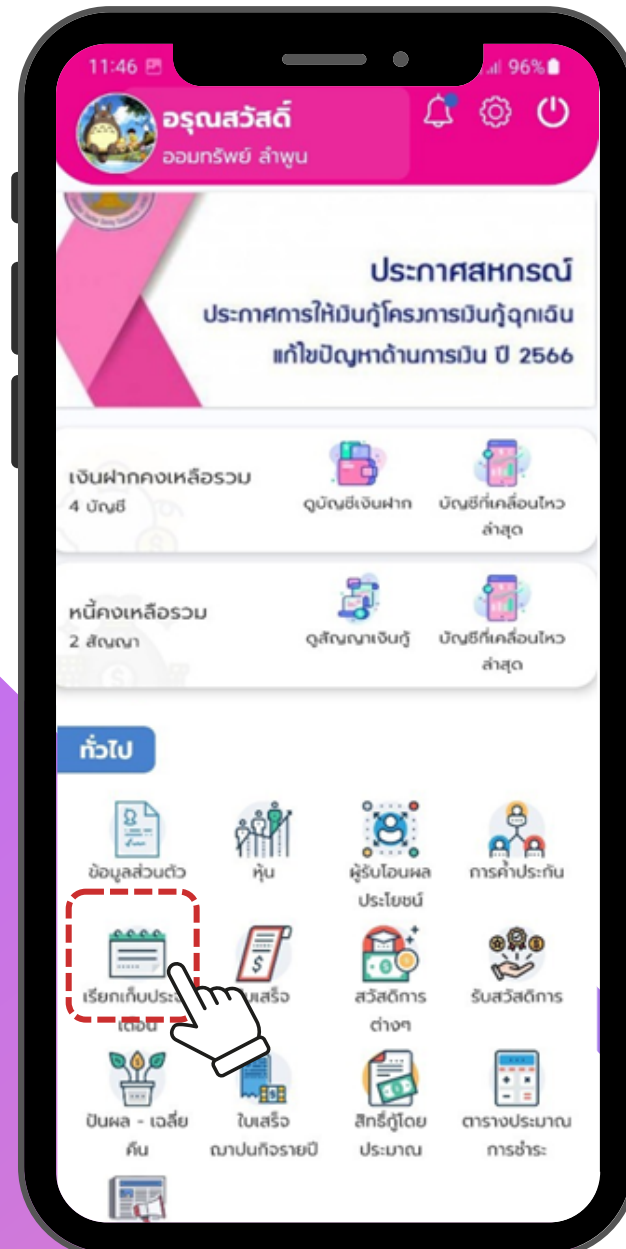 11:46
96%
อรุณสวัสดิ์
ออมทรัพย์ ลำพูน
ประกาศสหกรณ์
ประกาศการให้เงินกู้โครงการเงินกู้ฉุกเฉิน
แก้ไขปัญหาด้านการเงิน ปี 2566
เงินฝากคงเหลือรวม
4 บัญชี
ดูบัญชีเงินฝาก
บัญชีที่เคลื่อนไหว
ล่าสุด
หนี้คงเหลือรวม
2 สัญญา
ดูสัญญาเงินกู้
บัญชีที่เคลื่อนไหว
ล่าสุด
ทั่วไป
ข้อมูลส่วนตัว
หุ้น
ผู้รับโอนผล
ประโยชน์
การค้ำประกัน
เรียกเก็บประจำ
เดือน
ใบเสร็จ
สวัสดิการ
ต่างๆ
รับสวัสดิการ
ปันผล - เฉลี่ย
คืน
ใบเสร็จ
ฌาปนกิจรายปี
สิทธิ์กู้โดย
ประมาณ
ตารางประมาณ
การชำระ